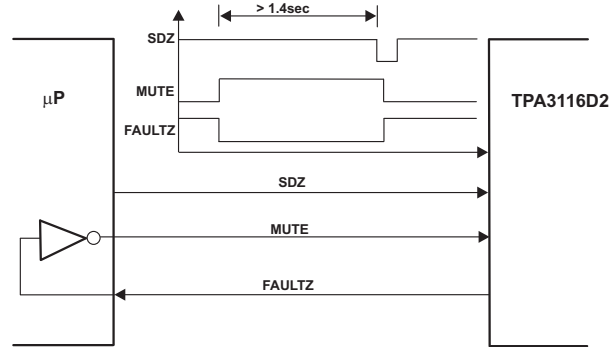 > 1.4sec
SDZ
MUTE
FAULTZ
μP
TPA3116D2
SDZ
MUTE
FAULTZ